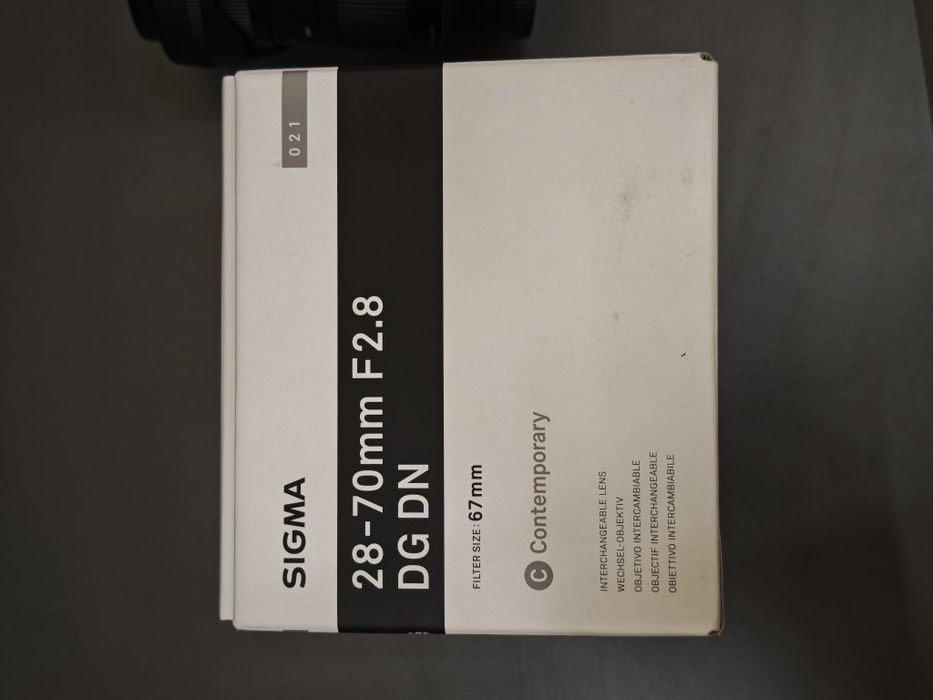 021
SIGMA
28-70mm F2.8
DG DN
FILTER SIZE: 67mm
C Contemporary
INTERCHANGEABLE LENS
WECHSEL-OBJEKTIV
OBJETIVO INTERCAMBIABLE
OBJECTIF INTERCHANGEABLE
OBIETTIVO INTERCAMBIABILE